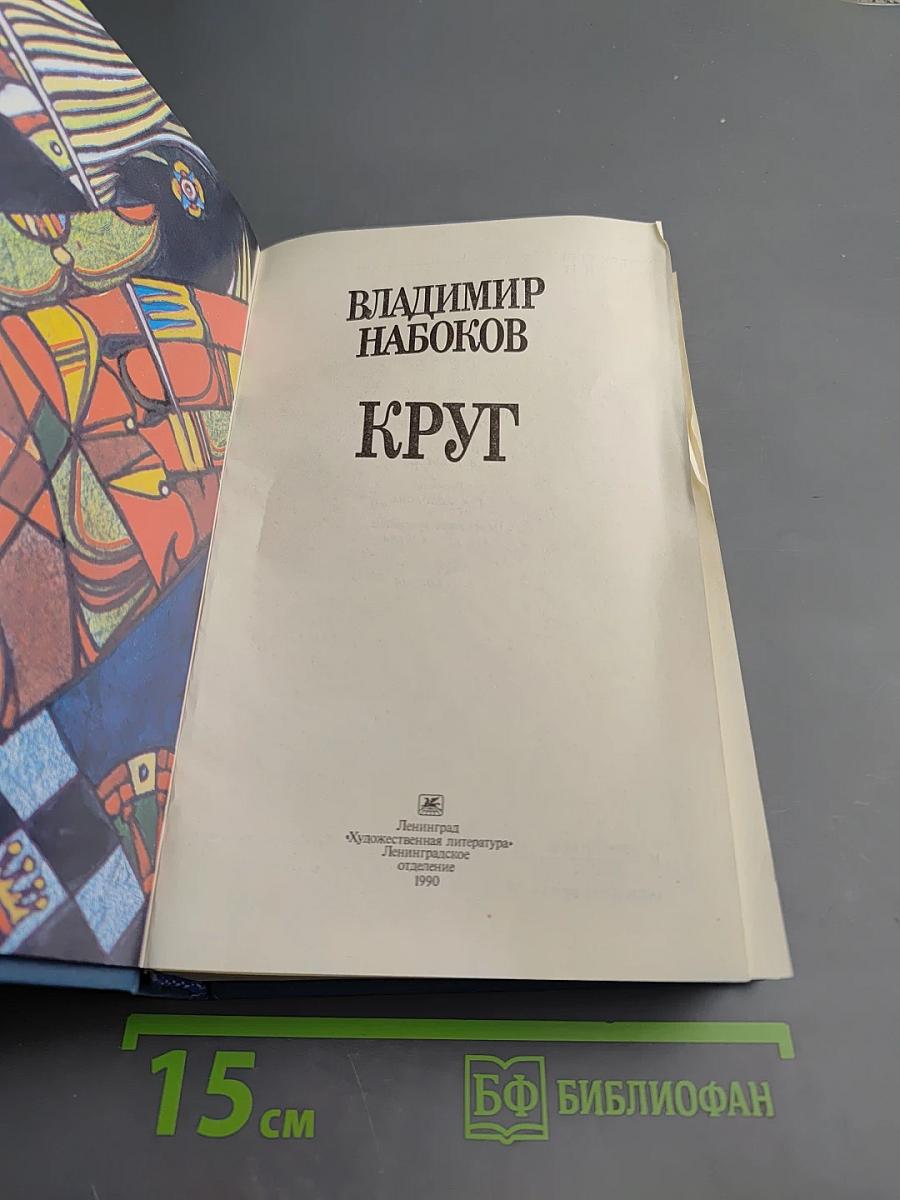 ВЛАДИМИР
НАБОКОВ
КРУГ
Ленинград
«Художественная литература»
Ленинградское
отделение
1990
15 см
БФ БИБЛИОФАН